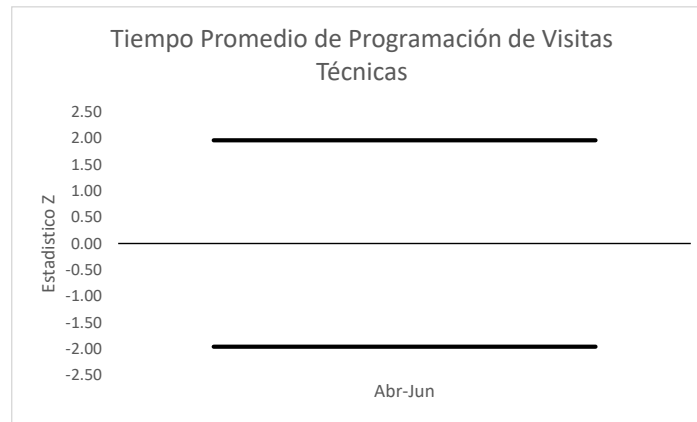 Tiempo Promedio de Programación de Visitas
Técnicas
2.50
2.00
1.50
1.00
0.50
0.00
-0.50
-1.00
-1.50
-2.00
-2.50
Estadistico Z
Abr-Jun